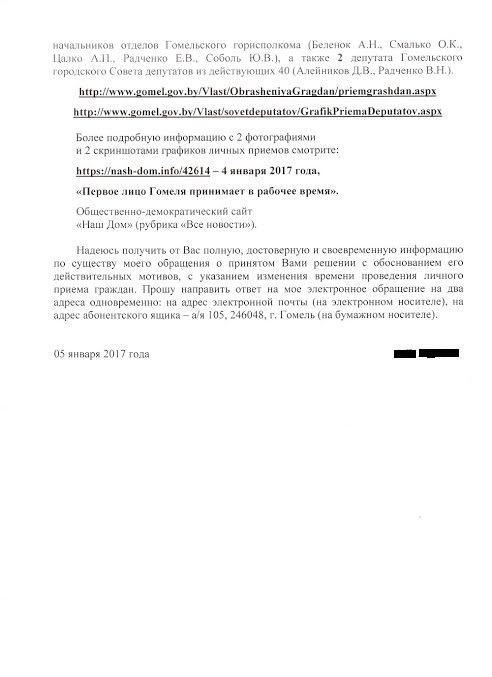 начальников отделов Гомельского горисполкома (Беленок А.Н., Смалько О.К.,
Цалко А.П., Радченко Е.В., Соболь Ю.В.), а также 2 депутата Гомельского
городского Совета депутатов из действующих 40 (Алейников Д.В., Радченко В.Н.).
http://www.gomel.gov.by/Vlast/ObrasheniyaGragdan/priemgrashdan.aspx
http://www.gomel.gov.by/Vlast/sovetdeputatov/GrafikPriemaDeputatov.aspx
Более подробную информацию с 2 фотографиями
и 2 скриншотами графиков личных приемов смотрите:
https://nash-dom.info/42614 – 4 января 2017 года,
«Первое лицо Гомеля принимает в рабочее время».
Общественно-демократический сайт
«Наш Дом» (рубрика «Все новости»).
Надеюсь получить от Вас полную, достоверную и своевременную информацию
по существу моего обращения о принятом Вами решении с обоснованием его
действительных мотивов, с указанием изменения времени проведения личного
приема граждан. Прошу направить ответ на мое электронное обращение на два
адреса одновременно: на адрес электронной почты (на электронном носителе), на
адрес абонентского ящика – а/я 105, 246048, г. Гомель (на бумажном носителе).
05 января 2017 года